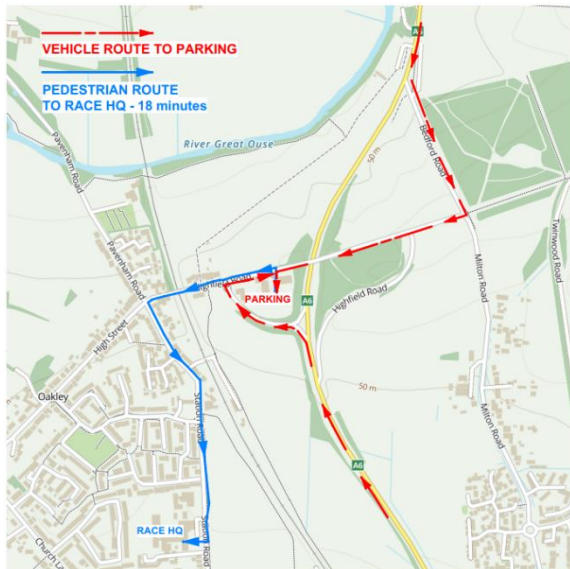 VEHICLE ROUTE TO PARKING
PEDESTRIAN ROUTE
TO RACE HQ - 18 minutes
A6
Pavenham Road
River Great Ouse
50 m
Bedford Road
Twinwood Road
Pavenham Road
Highfield Road
PARKING
A6
Highfield Road
Milton Road
High Street
50 m
Oakley
Station Road
Milton Road
A6
RACE HQ
Station Road
Church La